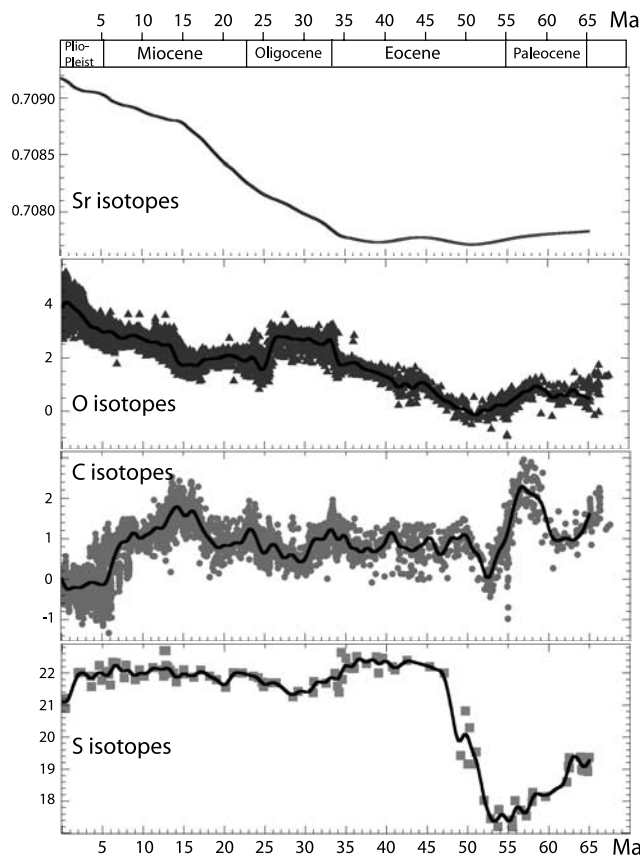 5 10 15 20 25 30 35 40 45 50 55 60 65 Ma
Plio-
Pleist
Miocene Oligocene Eocene Paleocene
0.7090
0.7085
0.7080
Sr isotopes
4
2
0
O isotopes
C isotopes
2
1
0
-1
22
21
20
19
18
S isotopes
5 10 15 20 25 30 35 40 45 50 55 60 65 Ma